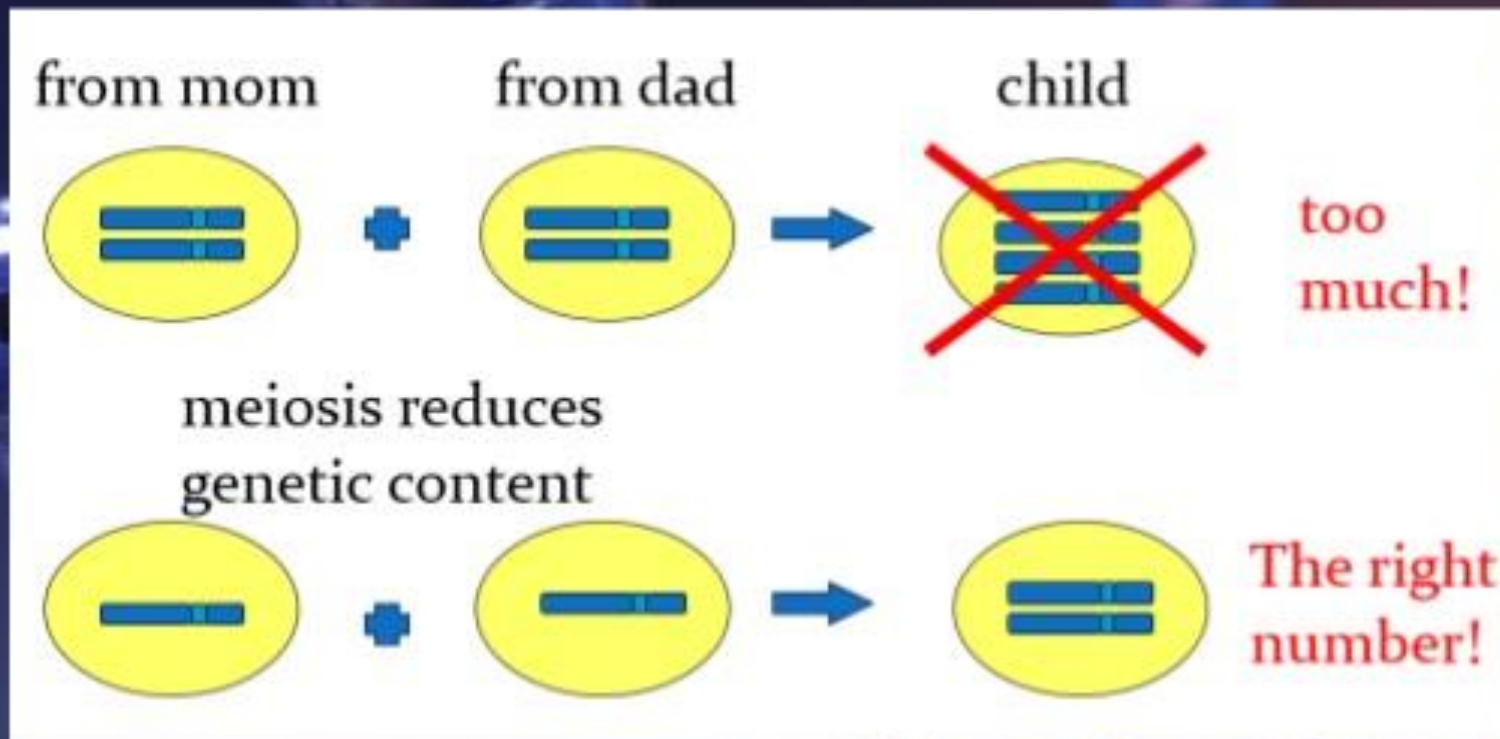 from mom
from dad
child
too
much!
meiosis reduces
genetic content
The right
number!